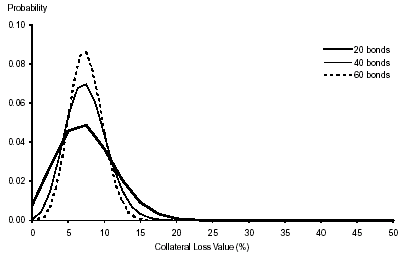 Probability
0.10
20 bonds
40 bonds
60 bonds
0.08
0.06
0.04
0.02
0.00
0 5 10 15 20 25 30 35 40 45 50
Collateral Loss Value (%)